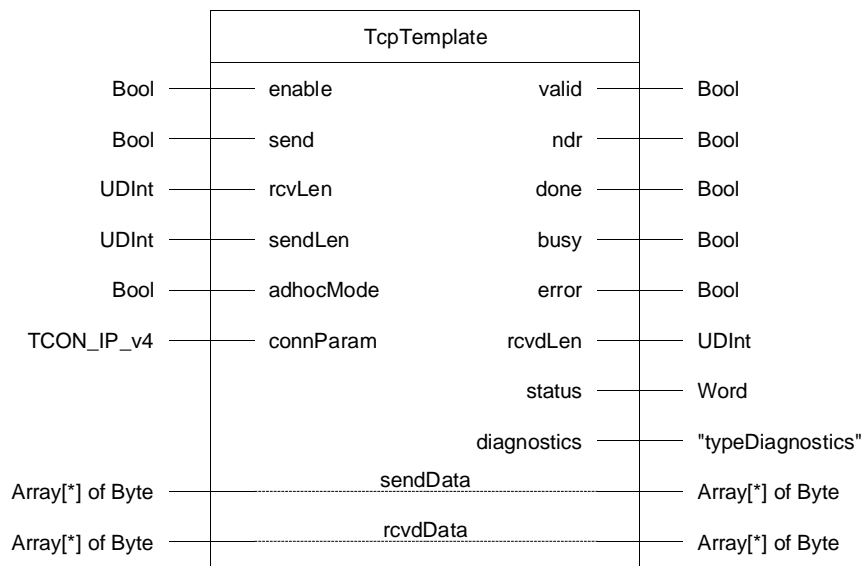 TcpTemplate
Bool enable valid Bool
Bool send ndr Bool
UDInt rcvLen done Bool
UDInt sendLen busy Bool
Bool adhocMode error Bool
TCON_IP_v4 connParam rcvdLen UDInt
status Word
diagnostics "typeDiagnostics"
Array[*] of Byte sendData Array[*] of Byte
Array[*] of Byte rcvdData Array[*] of Byte